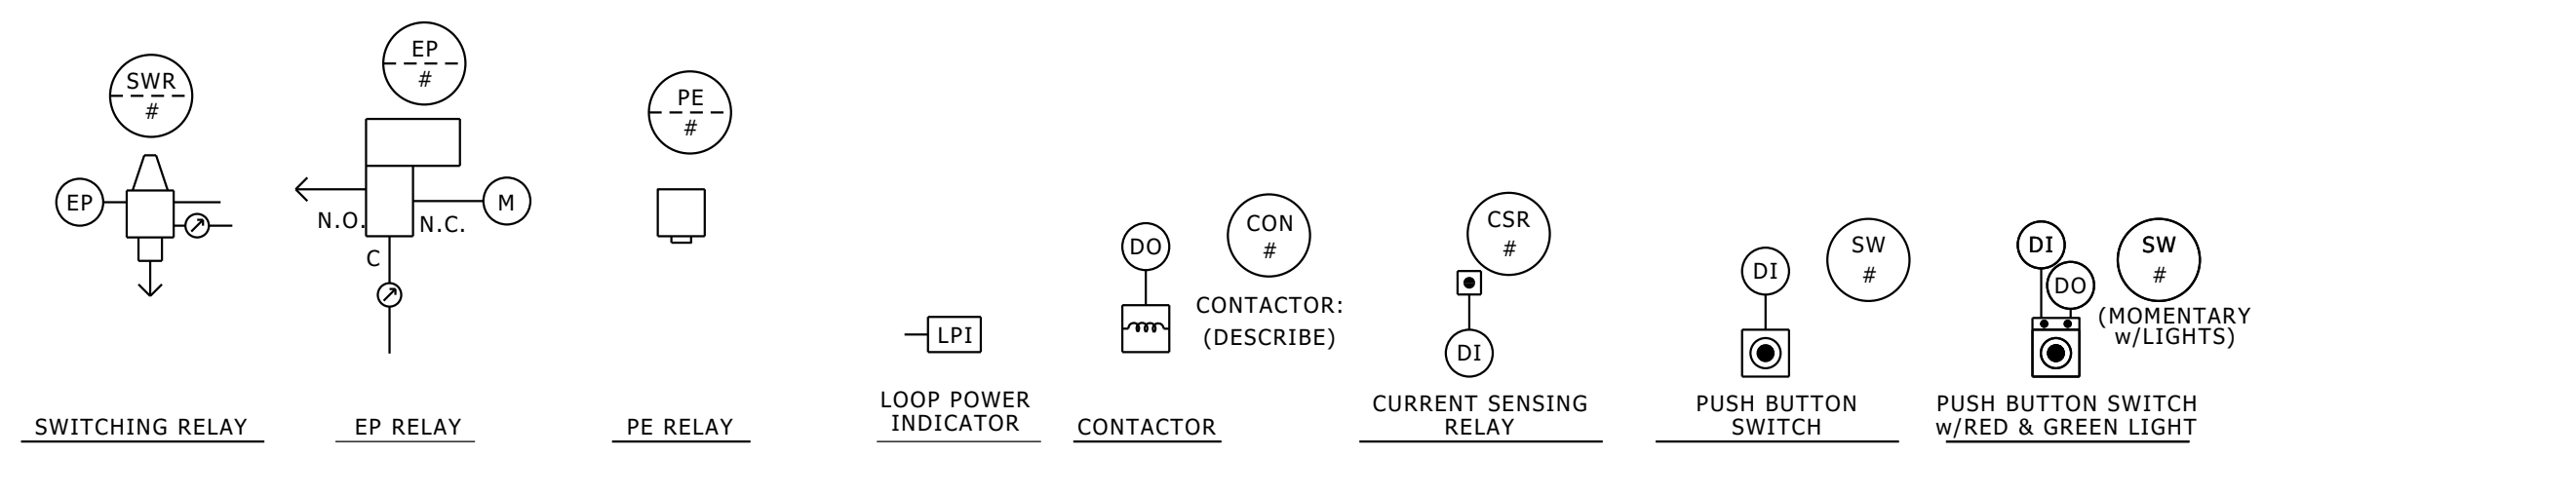 SWR
#
EP
SWITCHING RELAY
EP
#
N.O.
N.C.
M
C
EP RELAY
PE
#
PE RELAY
LPI
LOOP POWER
INDICATOR
DO
CON
#
CONTACTOR:
(DESCRIBE)
CONTACTOR
CSR
#
DI
CURRENT SENSING
RELAY
DI
SW
#
PUSH BUTTON
SWITCH
DI
DO
SW
#
(MOMENTARY
w/LIGHTS)
PUSH BUTTON SWITCH
w/RED & GREEN LIGHT